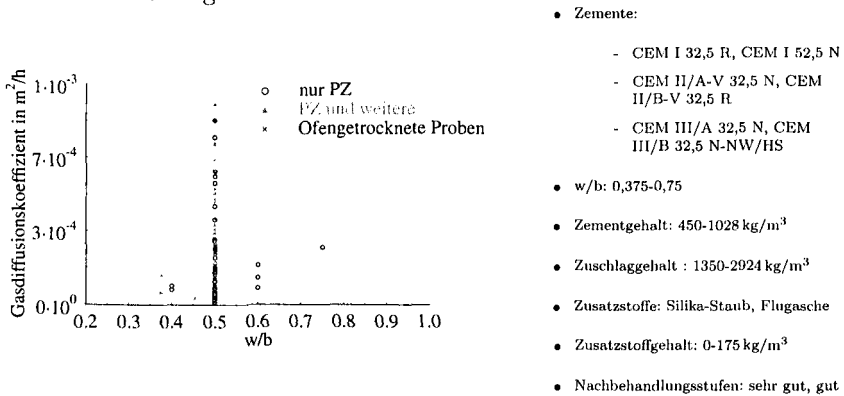 Gasdiffusionskoeffizient in m²/h
1·10⁻³
7·10⁻⁴
3·10⁻⁴
0·10⁰
0.2 0.3 0.4 0.5 0.6 0.7 0.8 0.9 1.0
w/b
nur PZ
PZ und weitere
Ofengetrocknete Proben
• Zemente:
- CEM I 32,5 R, CEM I 52,5 N
- CEM II/A-V 32,5 N, CEM
II/B-V 32,5 R
- CEM III/A 32,5 N, CEM
III/B 32,5 N-NW/HS
• w/b: 0,375-0,75
• Zementgehalt: 450-1028 kg/m³
• Zuschlaggehalt : 1350-2924 kg/m³
• Zusatzstoffe: Silika-Staub, Flugasche
• Zusatzstoffgehalt: 0-175 kg/m³
• Nachbehandlungsstufen: sehr gut, gut